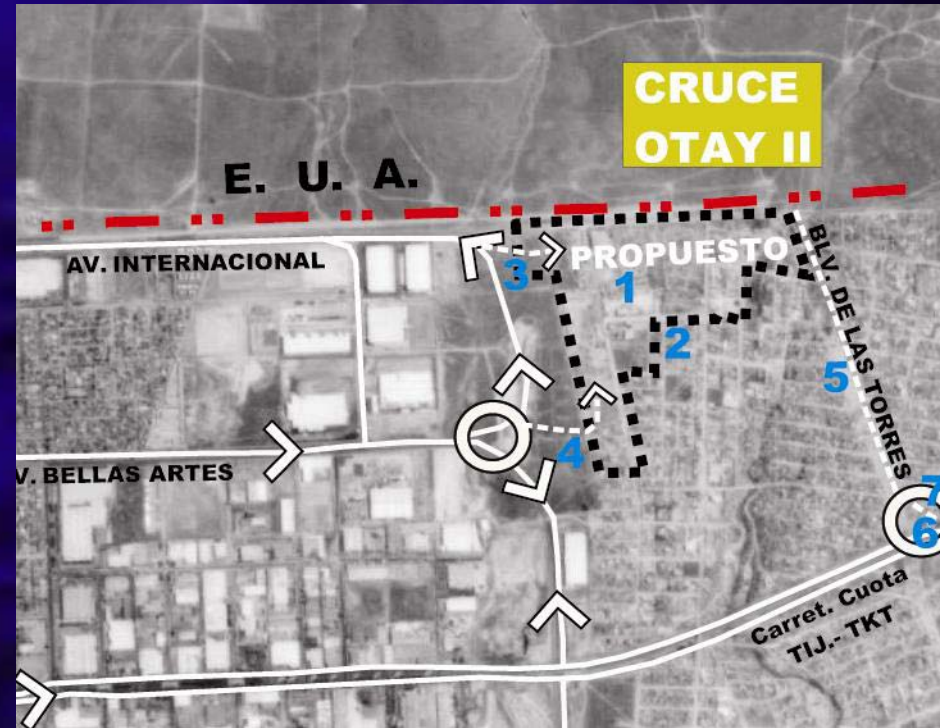 CRUCE
OTAY II
E. U. A.
AV. INTERNACIONAL
PROPUESTO
3
1
2
BLV. DE LAS TORRES
5
4
V. BELLAS ARTES
7
6
Carret. Cuota
TIJ.- TKT